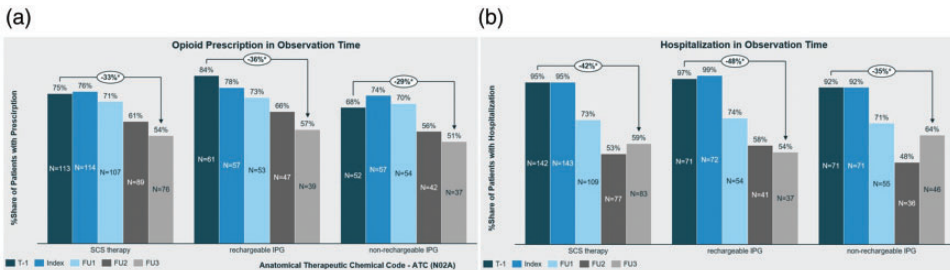 (a)
Opioid Prescription in Observation Time
%Share of Patients with Prescirption
-33%*
75% 76% 71% 61% 54%
N=113 N=114 N=107 N=89 N=76
SCS therapy
-36%*
84% 78% 73% 66% 57%
N=61 N=57 N=53 N=47 N=39
rechargeable IPG
-29%*
68% 74% 70% 56% 51%
N=52 N=57 N=54 N=42 N=37
non-rechargeable IPG
T-1 Index FU1 FU2 FU3
Anatomical Therapeutic Chemical Code - ATC (N02A)
(b)
Hospitalization in Observation Time
%Share of Patients with Hospitalization
-42%*
95% 95% 73% 53% 59%
N=142 N=143 N=109 N=77 N=83
SCS therapy
-48%*
97% 99% 74% 58% 54%
N=71 N=72 N=54 N=41 N=37
rechargeable IPG
-35%*
92% 92% 71% 48% 64%
N=71 N=71 N=55 N=36 N=46
non-rechargeable IPG
T-1 Index FU1 FU2 FU3